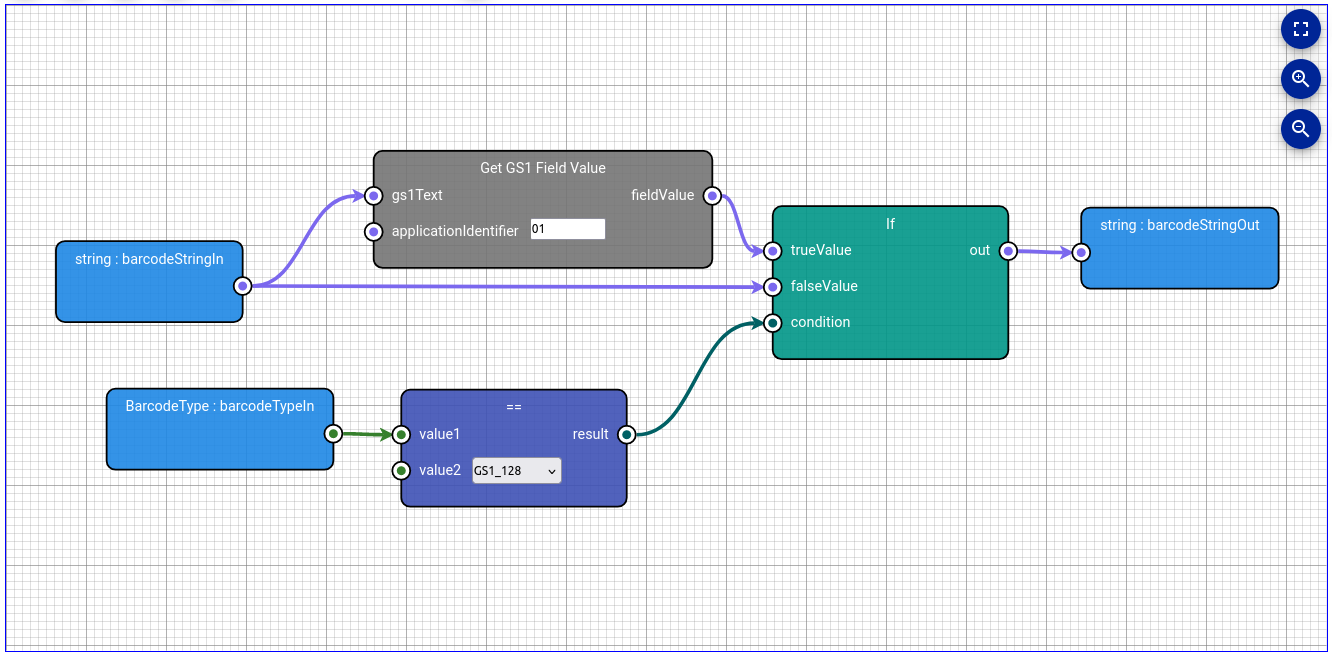 Get GS1 Field Value
gs1Text
fieldValue
applicationIdentifier
01
string : barcodeStringIn
If
trueValue
out
falseValue
condition
string : barcodeStringOut
BarcodeType : barcodeTypeIn
==
value1
result
value2
GS1_128